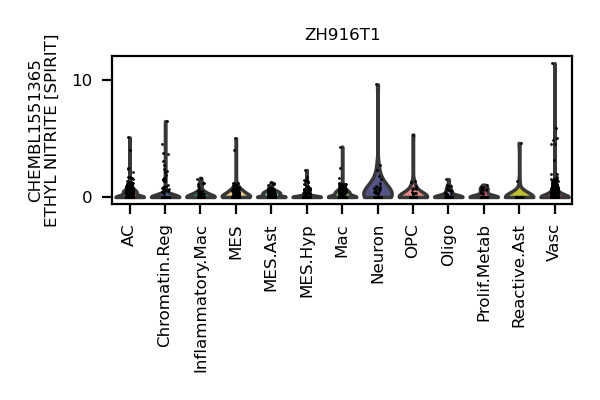 ZH916T1
CHEMBL1551365
ETHYL NITRITE [SPIRIT]
10
0
AC
Chromatin.Reg
Inflammatory.Mac
MES
MES.Ast
MES.Hyp
Mac
Neuron
OPC
Oligo
Prolif.Metab
Reactive.Ast
Vasc